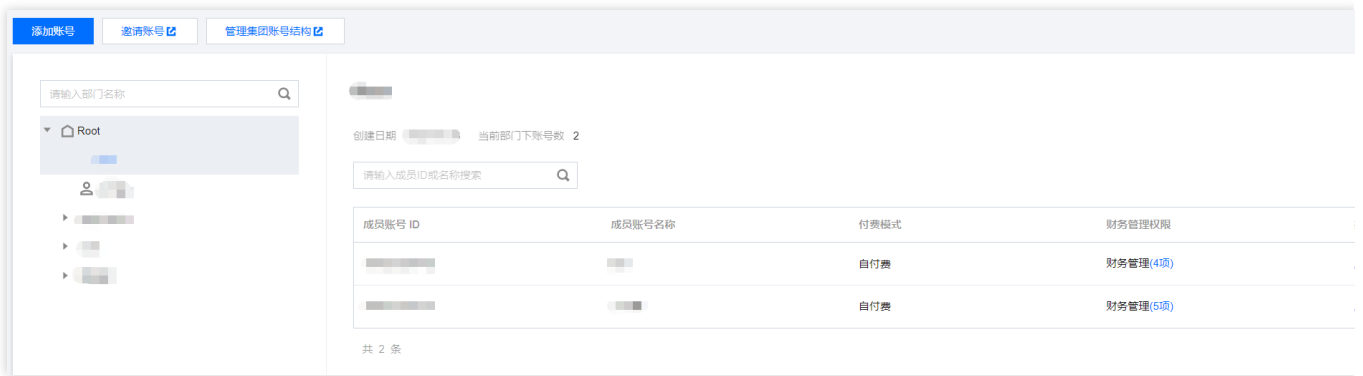 添加账号 邀请账号 管理集团账号结构
请输入部门名称
Root
创建日期 当前部门下账号数 2
请输入成员ID或名称搜索
成员账号 ID 成员账号名称 付费模式 财务管理权限
自付费 财务管理(4项)
自付费 财务管理(5项)
共 2 条